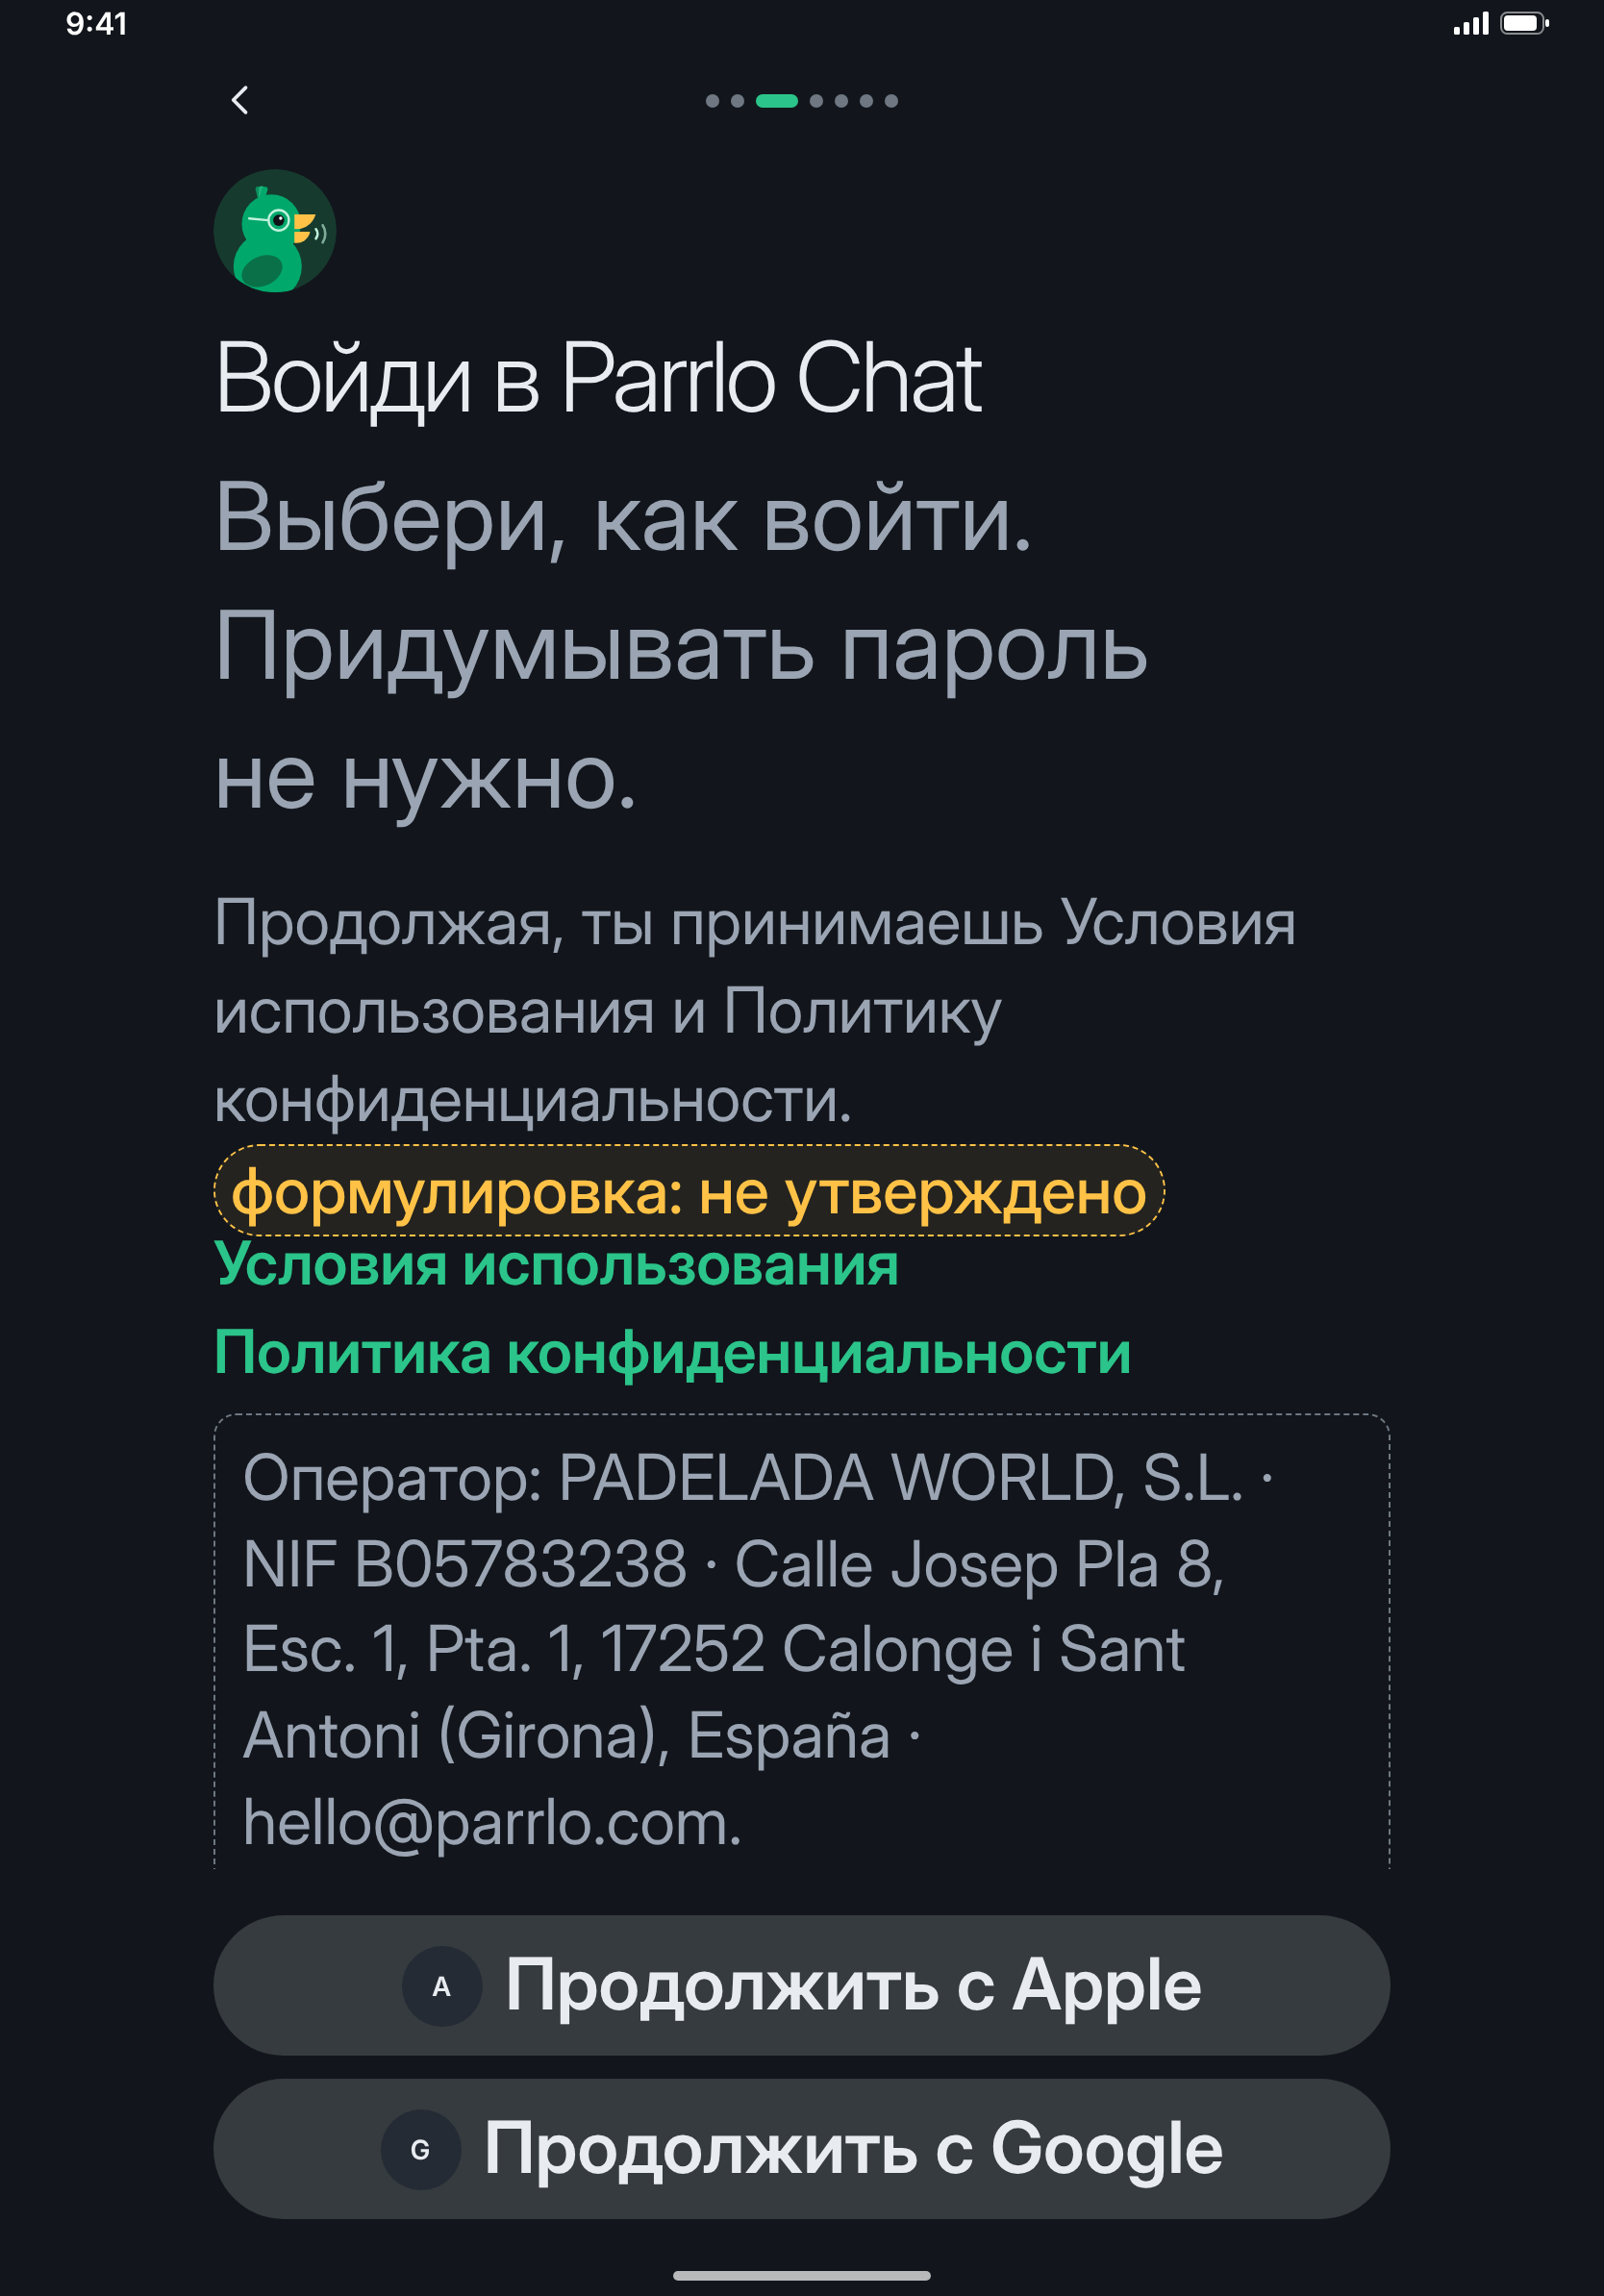 9:41
Войди в Parrlo Chat
Выбери, как войти.
Придумывать пароль
не нужно.
Продолжая, ты принимаешь Условия
использования и Политику
конфиденциальности.
формулировка: не утверждено
Условия использования
Политика конфиденциальности
Оператор: PADELADA WORLD, S.L. ·
NIF B05783238 · Calle Josep Pla 8,
Esc. 1, Pta. 1, 17252 Calonge i Sant
Antoni (Girona), España ·
hello@parrlo.com.
A Продолжить с Apple
G Продолжить с Google